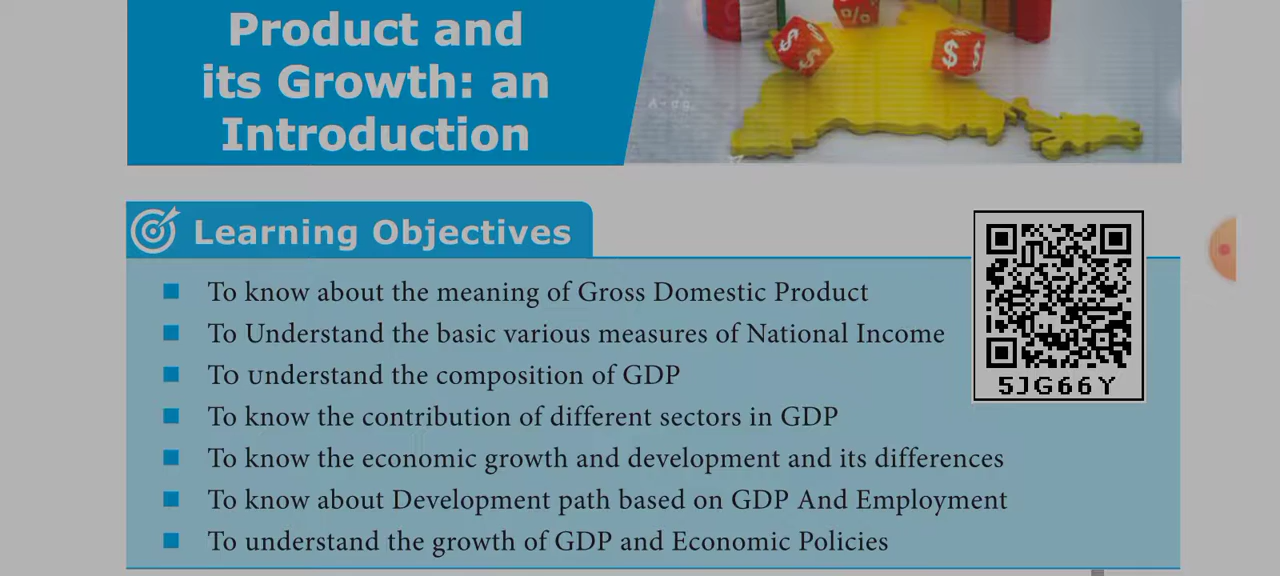 Product and
its Growth: an
Introduction
Learning Objectives
To know about the meaning of Gross Domestic Product
To Understand the basic various measures of National Income
To understand the composition of GDP
To know the contribution of different sectors in GDP
To know the economic growth and development and its differences
To know about Development path based on GDP And Employment
To understand the growth of GDP and Economic Policies
5JG66Y
$
%
$ $